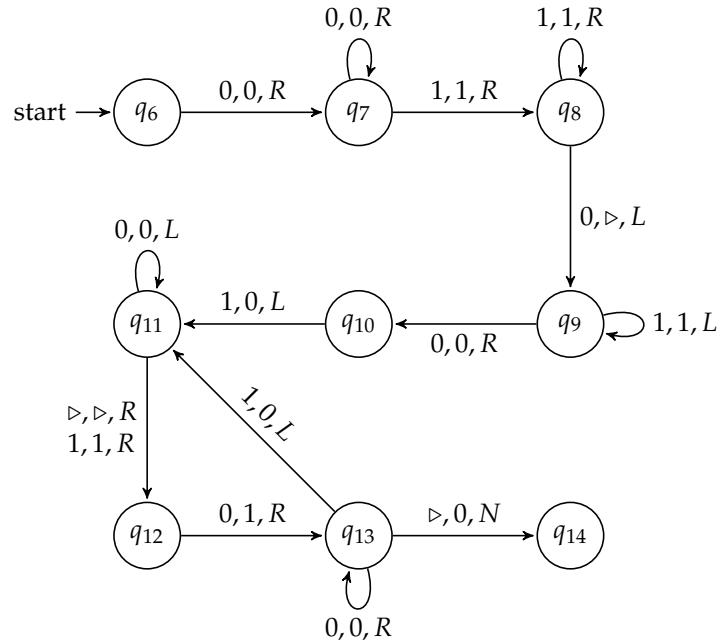 0, 0, R
1, 1, R
start
q6
0, 0, R
q7
1, 1, R
q8
0, ▷, L
0, 0, L
q11
1, 0, L
q10
0, 0, R
q9
1, 1, L
▷, ▷, R
1, 1, R
1, 0, L
q12
0, 1, R
q13
▷, 0, N
q14
0, 0, R